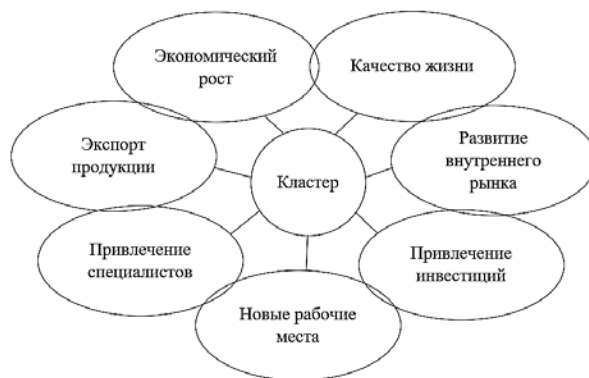 Экономический
рост
Качество жизни
Экспорт
продукции
Кластер
Развитие
внутреннего
рынка
Привлечение
специалистов
Привлечение
инвестиций
Новые рабочие
места